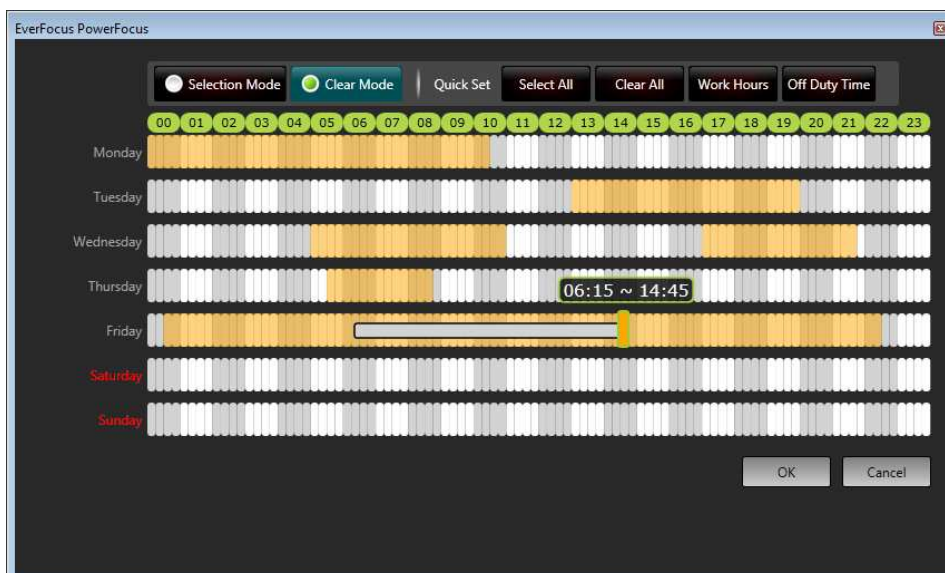 EverFocus PowerFocus
Selection Mode Clear Mode Quick Set Select All Clear All Work Hours Off Duty Time
00 01 02 03 04 05 06 07 08 09 10 11 12 13 14 15 16 17 18 19 20 21 22 23
Monday
Tuesday
Wednesday
Thursday
06:15 ~ 14:45
Friday
Saturday
Sunday
OK Cancel